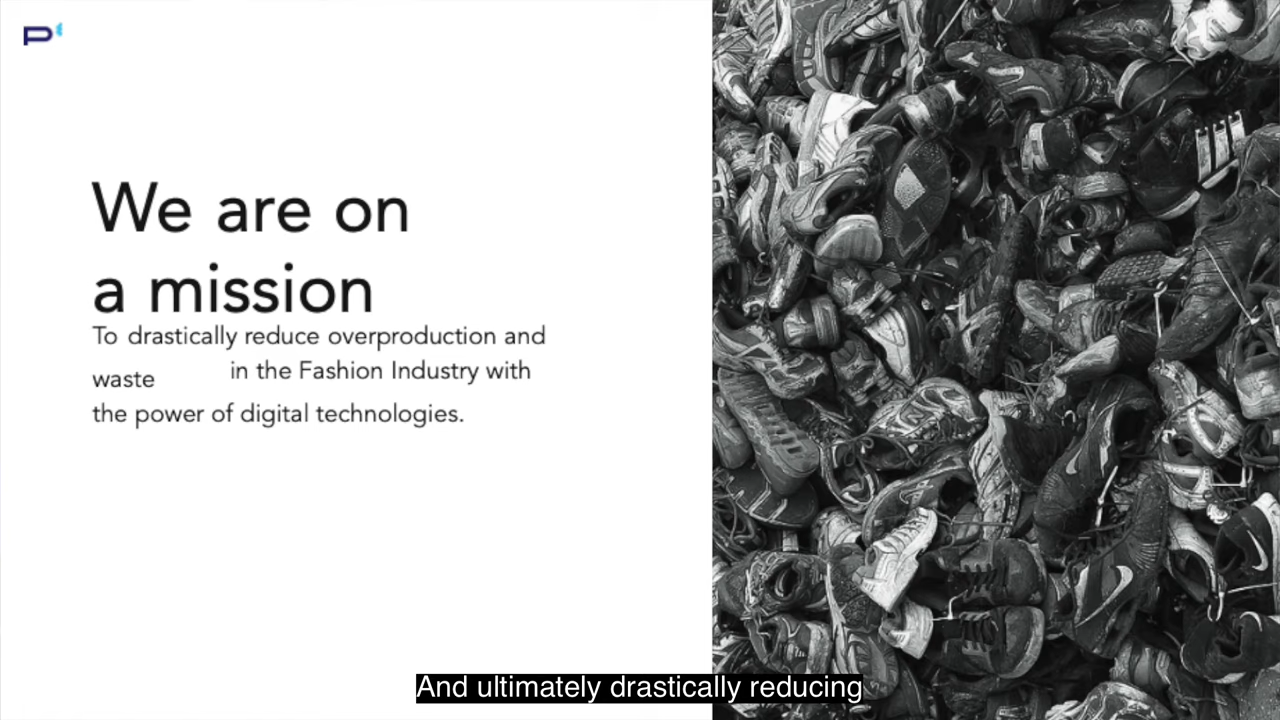 P
We are on
a mission
To drastically reduce overproduction and
waste in the Fashion Industry with
the power of digital technologies.
And ultimately drastically reducing